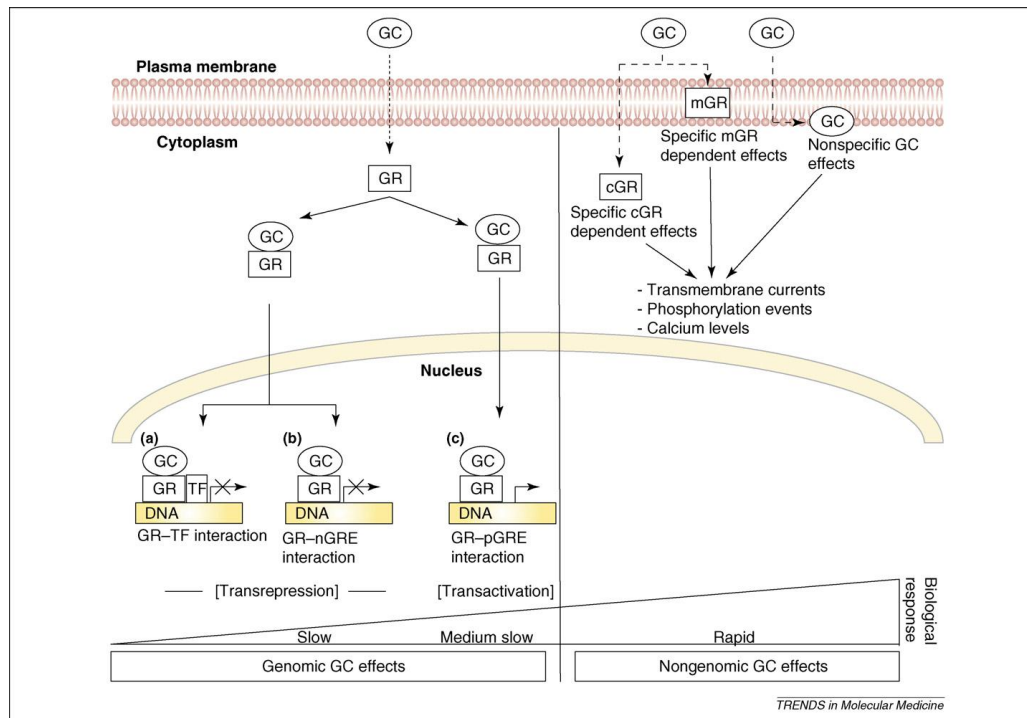 GC
GC
GC
Plasma membrane
mGR
Cytoplasm
GC
Specific mGR
dependent effects
Nonspecific GC
effects
GR
cGR
Specific cGR
dependent effects
GC
GR
GC
GR
- Transmembrane currents
- Phosphorylation events
- Calcium levels
Nucleus
(a)
GC
GR
TF
DNA
GR–TF interaction
(b)
GC
GR
DNA
GR–nGRE
interaction
(c)
GC
GR
DNA
GR–pGRE
interaction
[Transrepression]
[Transactivation]
Biological
response
Slow
Medium slow
Rapid
Genomic GC effects
Nongenomic GC effects
TRENDS in Molecular Medicine